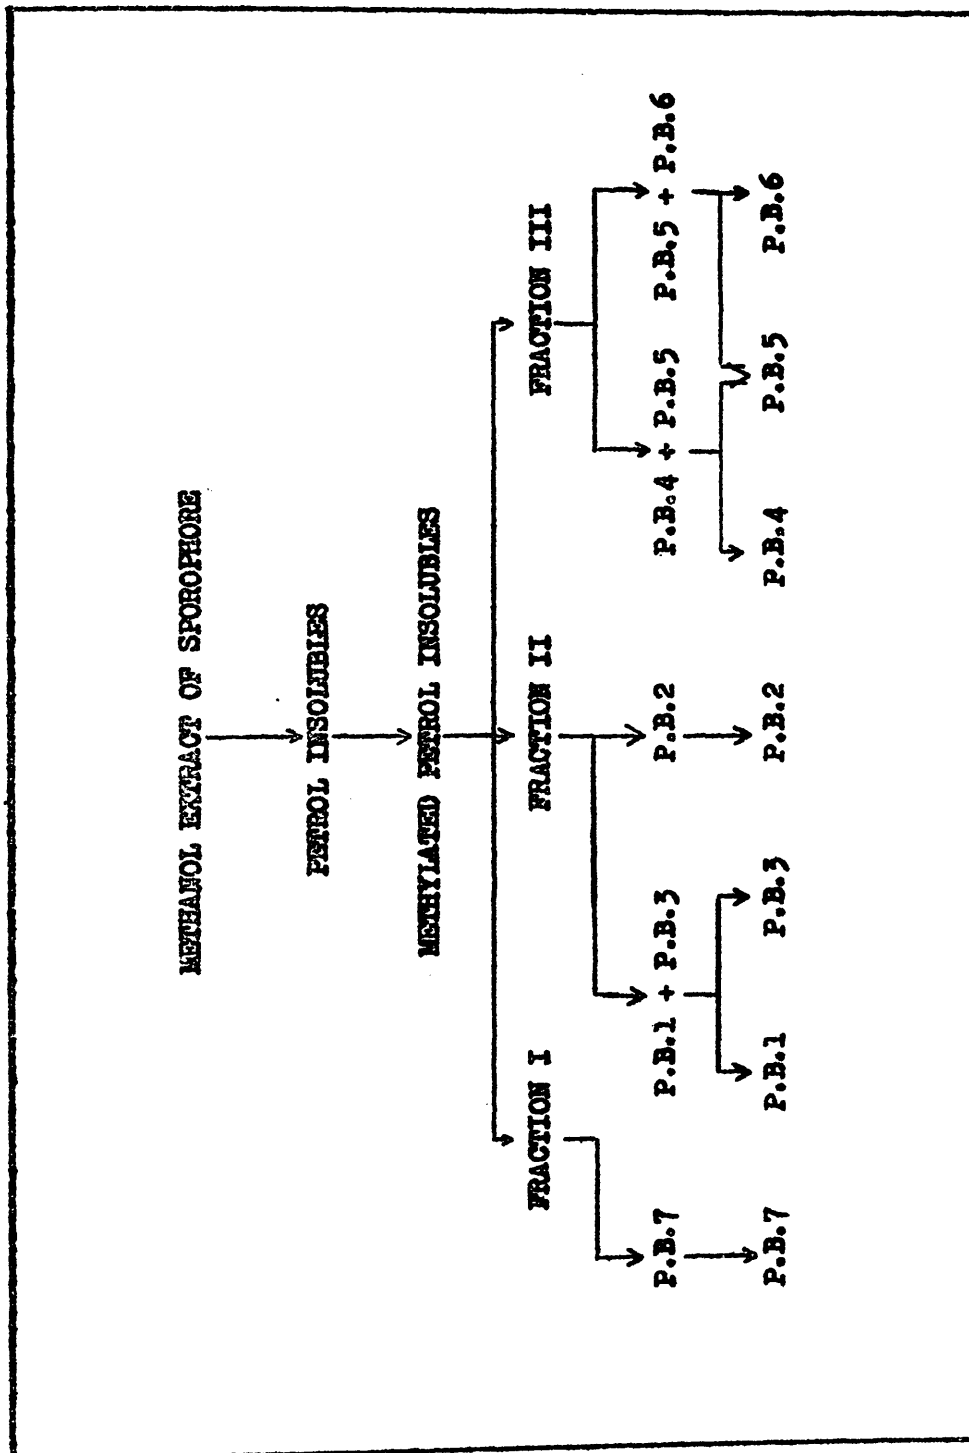 METHANOL EXTRACT OF SPOROPHORE
PETROL INSOLUBLES
METHYLATED PETROL INSOLUBLES
FRACTION I FRACTION II FRACTION III
P.B.7 P.B.1 + P.B.3 P.B.2 P.B.4 + P.B.5 P.B.5 + P.B.6
P.B.7 P.B.1 P.B.3 P.B.2 P.B.4 P.B.5 P.B.6